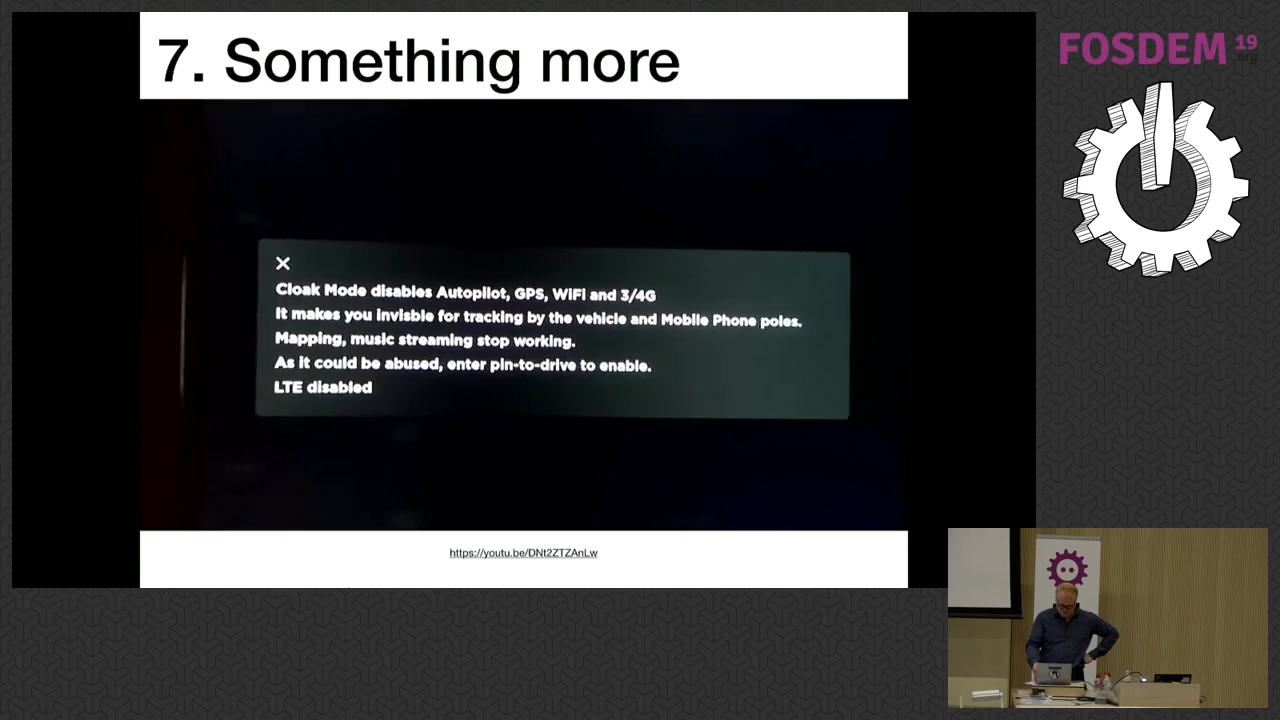 7. Something more
FOSDEM 19
.org
Cloak Mode disables Autopilot, GPS, WiFi and 3/4G
It makes you invisble for tracking by the vehicle and Mobile Phone poles.
Mapping, music streaming stop working.
As it could be abused, enter pin-to-drive to enable.
LTE disabled
https://youtu.be/DNt2ZTZAnLw